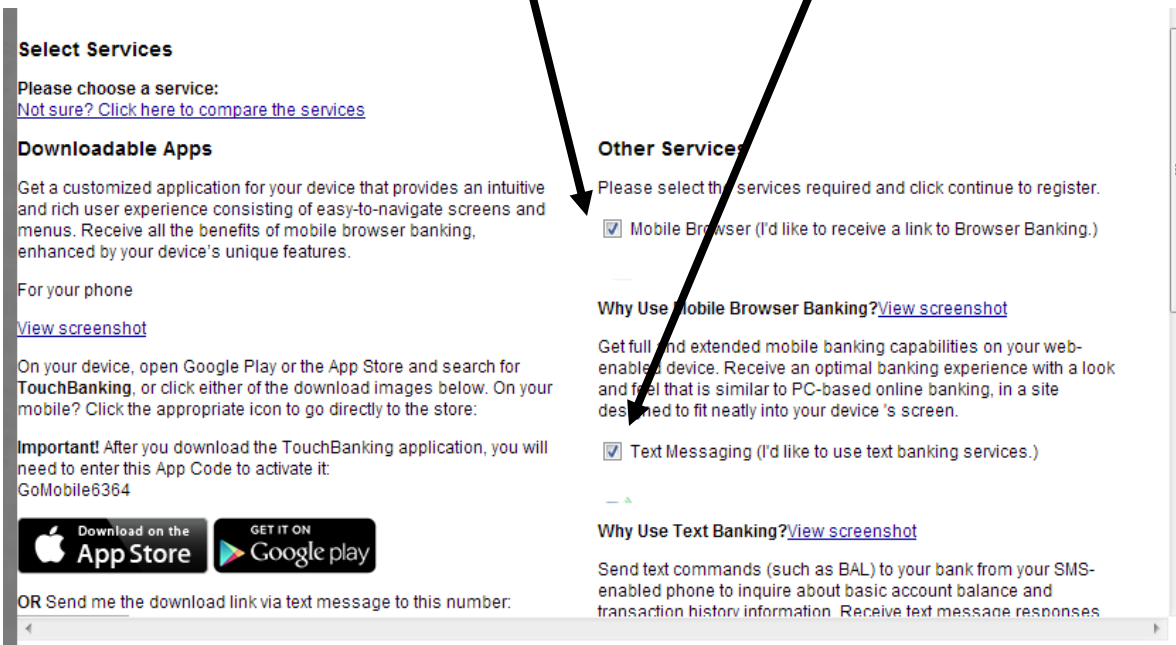 Select Services
Please choose a service:
Not sure? Click here to compare the services
Downloadable Apps
Get a customized application for your device that provides an intuitive
and rich user experience consisting of easy-to-navigate screens and
menus. Receive all the benefits of mobile browser banking,
enhanced by your device's unique features.
For your phone
View screenshot
On your device, open Google Play or the App Store and search for
TouchBanking, or click either of the download images below. On your
mobile? Click the appropriate icon to go directly to the store:
Important! After you download the TouchBanking application, you will
need to enter this App Code to activate it:
GoMobile6364
Download on the
App Store
GET IT ON
Google play
OR Send me the download link via text message to this number:
Other Services
Please select the services required and click continue to register.
Mobile Browser (I'd like to receive a link to Browser Banking.)
Why Use Mobile Browser Banking?View screenshot
Get full and extended mobile banking capabilities on your web-
enabled device. Receive an optimal banking experience with a look
and feel that is similar to PC-based online banking, in a site
designed to fit neatly into your device 's screen.
Text Messaging (I'd like to use text banking services.)
Why Use Text Banking?View screenshot
Send text commands (such as BAL) to your bank from your SMS-
enabled phone to inquire about basic account balance and
transaction history information. Receive text message responses